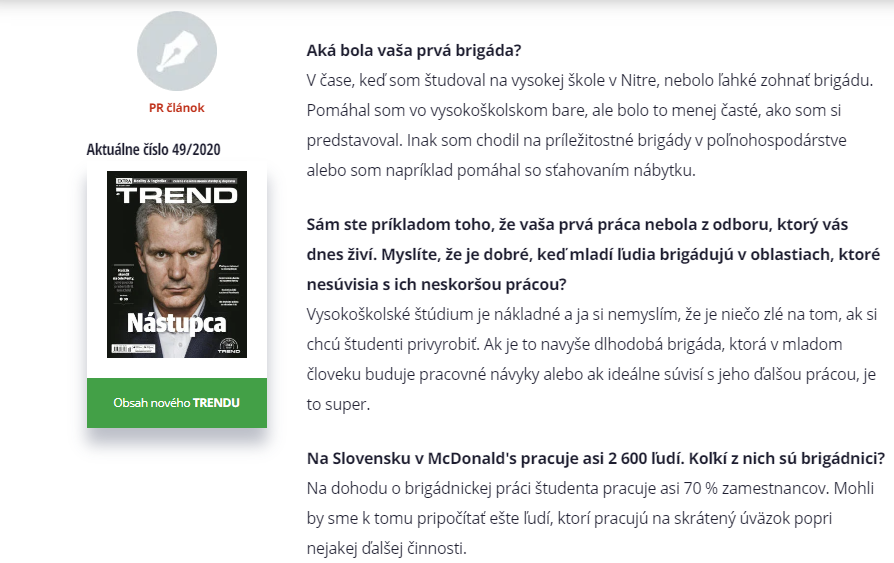 PR článok
Aktuálne číslo 49/2020
TREND
Nástupca
TREND
Obsah nového TRENDU
Aká bola vaša prvá brigáda?
V čase, keď som študoval na vysokej škole v Nitre, nebolo ľahké zohnať brigádu.
Pomáhal som vo vysokoškolskom bare, ale bolo to menej časté, ako som si
predstavoval. Inak som chodil na príležitostné brigády v poľnohospodárstve
alebo som napríklad pomáhal so sťahovaním nábytku.
Sám ste príkladom toho, že vaša prvá práca nebola z odboru, ktorý vás
dnes živí. Myslíte, že je dobré, keď mladí ľudia brigádujú v oblastiach, ktoré
nesúvisia s ich neskoršou prácou?
Vysokoškolské štúdium je nákladné a ja si nemyslím, že je niečo zlé na tom, ak si
chcú študenti privyrobiť. Ak je to navyše dlhodobá brigáda, ktorá v mladom
človeku buduje pracovné návyky alebo ak ideálne súvisí s jeho ďalšou prácou, je
to super.
Na Slovensku v McDonald's pracuje asi 2 600 ľudí. Koľkí z nich sú brigádnici?
Na dohodu o brigádnickej práci študenta pracuje asi 70 % zamestnancov. Mohli
by sme k tomu pripočítať ešte ľudí, ktorí pracujú na skrátený úväzok popri
nejakej ďalšej činnosti.